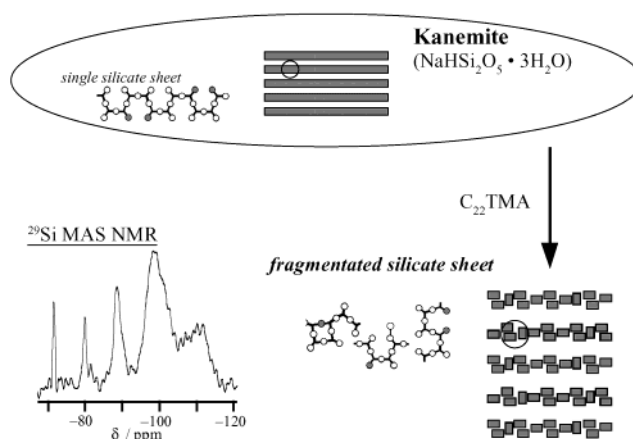 Kanemite
(NaHSi₂O₅ • 3H₂O)
single silicate sheet
C₂₂TMA
²⁹Si MAS NMR
fragmentated silicate sheet
−80 −100 −120
δ / ppm